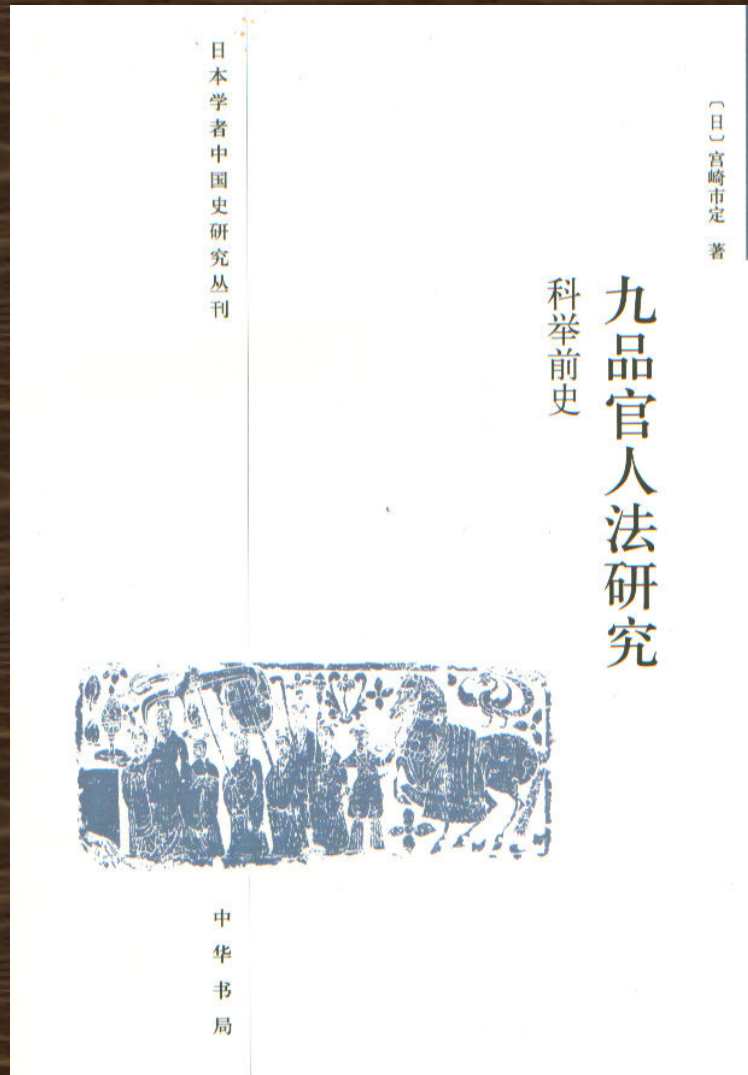 〔日〕宫崎市定 著
九品官人法研究
科举前史
日本学者中国史研究丛刊
中华书局